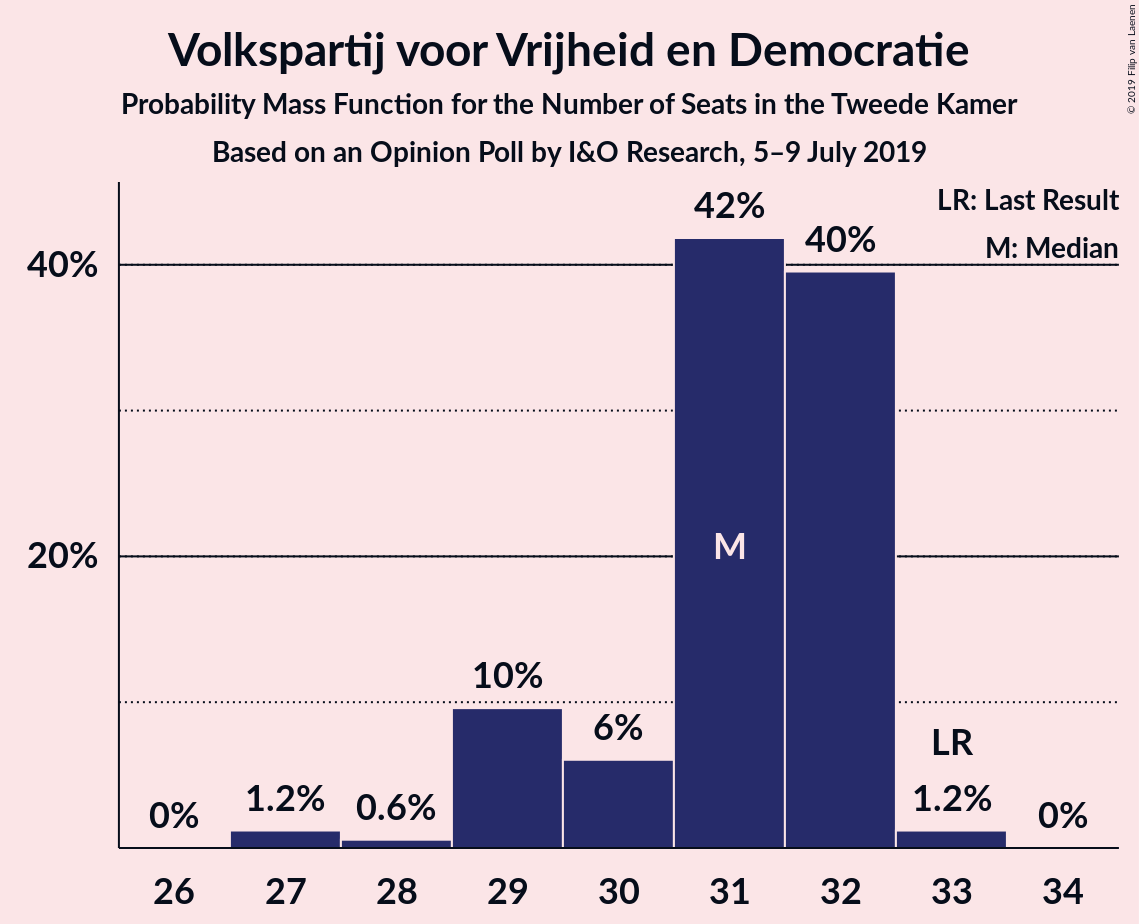 Volkspartij voor Vrijheid en Democratie
Probability Mass Function for the Number of Seats in the Tweede Kamer
Based on an Opinion Poll by I&O Research, 5–9 July 2019
© 2019 Filip van Laenen
LR: Last Result
M: Median
40%
20%
0%
1.2%
0.6%
10%
6%
42%
M
40%
LR
1.2%
0%
26 27 28 29 30 31 32 33 34